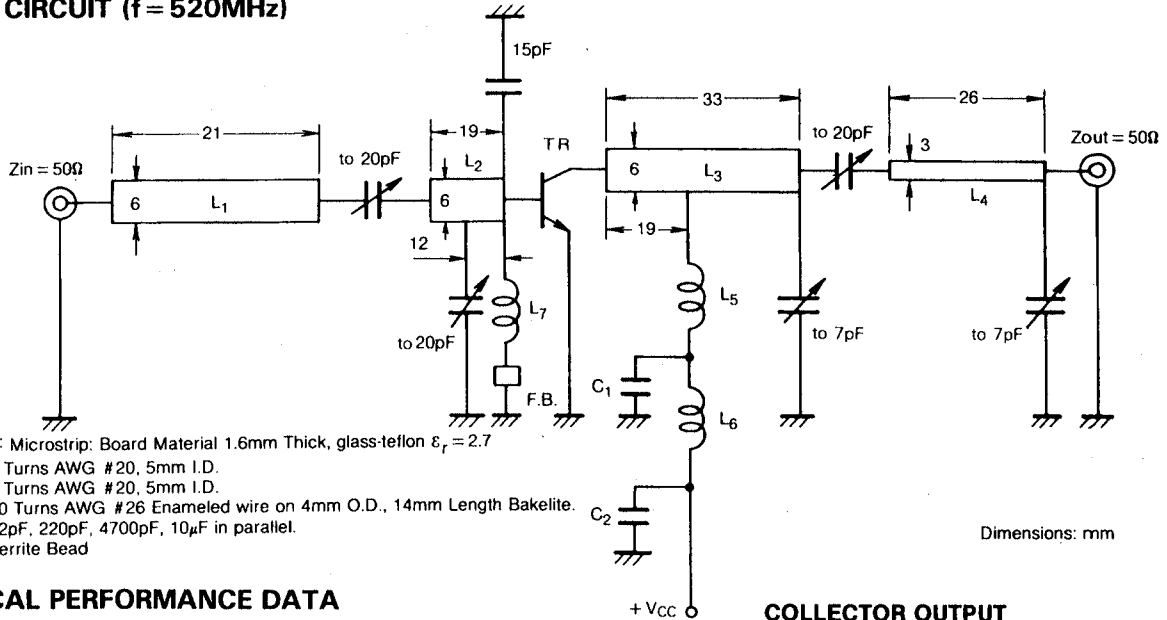 CIRCUIT (f = 520MHz)
15pF
21
19
33
26
Zin = 50Ω
to 20pF
L2
TR
to 20pF
3
Zout = 50Ω
6
L1
6
6
L3
L4
12
19
L7
L5
to 20pF
to 7pF
to 7pF
C1
F.B.
L6
: Microstrip: Board Material 1.6mm Thick, glass-teflon εr = 2.7
Turns AWG #20, 5mm I.D.
Turns AWG #20, 5mm I.D.
0 Turns AWG #26 Enameled wire on 4mm O.D., 14mm Length Bakelite.
2pF, 220pF, 4700pF, 10µF in parallel.
C2
Dimensions: mm
errite Bead
CAL PERFORMANCE DATA
+ VCC
COLLECTOR OUTPUT